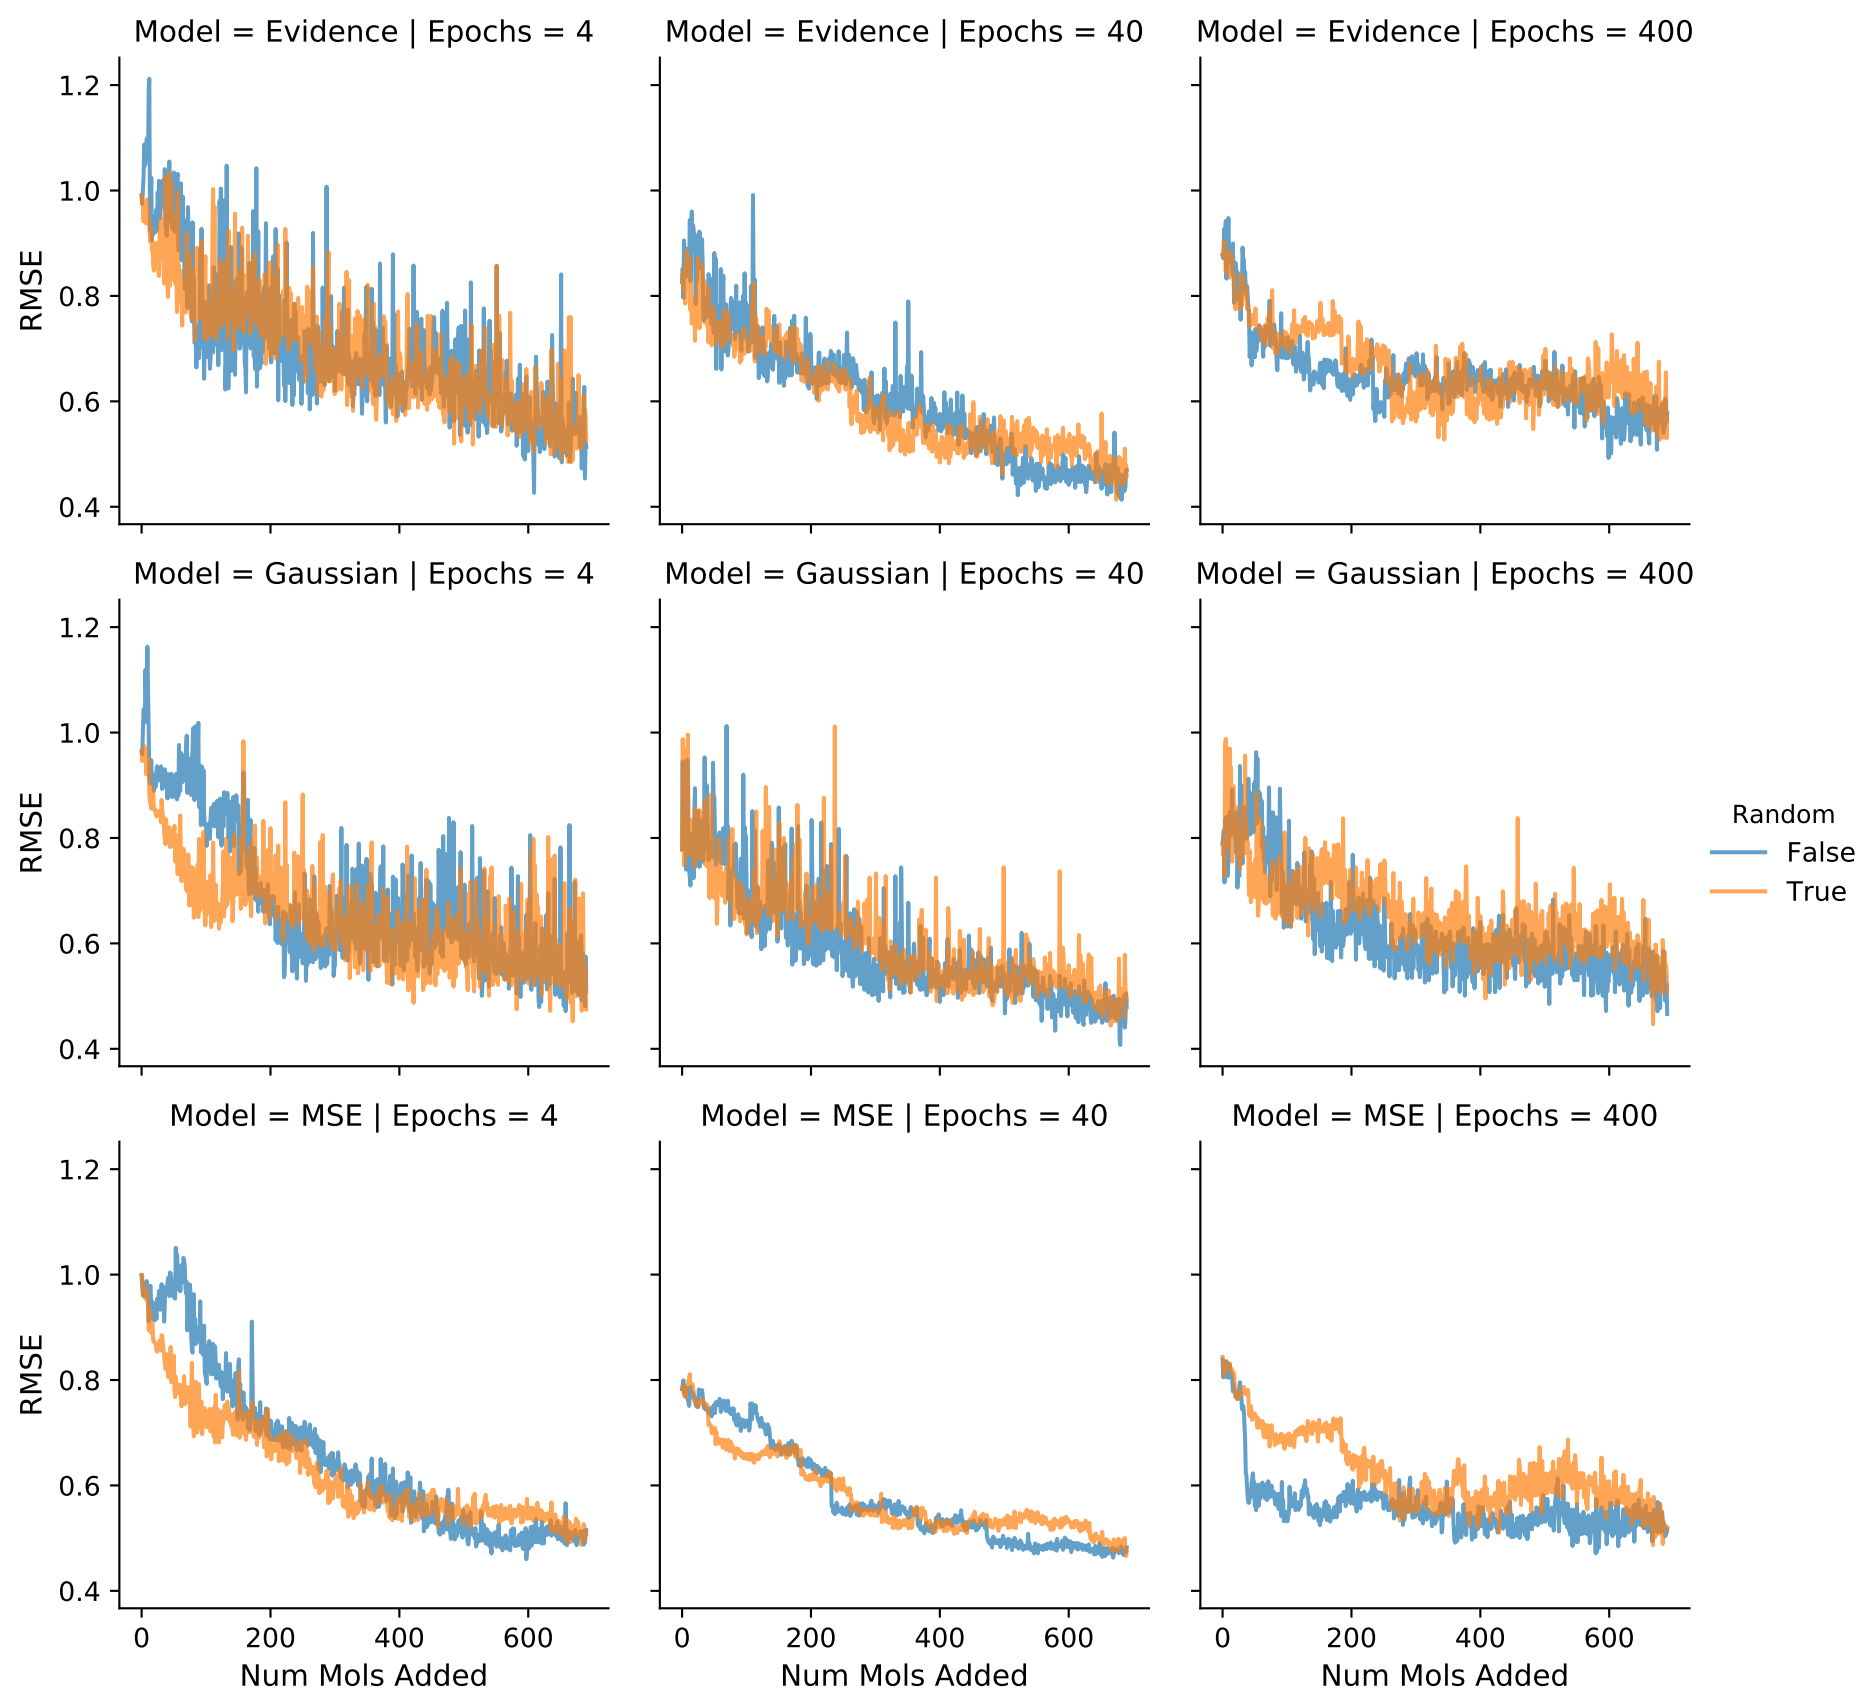 Model = Evidence | Epochs = 4
Model = Evidence | Epochs = 40
Model = Evidence | Epochs = 400
1.2
1.0
0.8
0.6
0.4
RMSE
Model = Gaussian | Epochs = 4
Model = Gaussian | Epochs = 40
Model = Gaussian | Epochs = 400
1.2
1.0
0.8
0.6
0.4
RMSE
Random
False
True
Model = MSE | Epochs = 4
Model = MSE | Epochs = 40
Model = MSE | Epochs = 400
1.2
1.0
0.8
0.6
0.4
RMSE
0 200 400 600
0 200 400 600
0 200 400 600
Num Mols Added
Num Mols Added
Num Mols Added